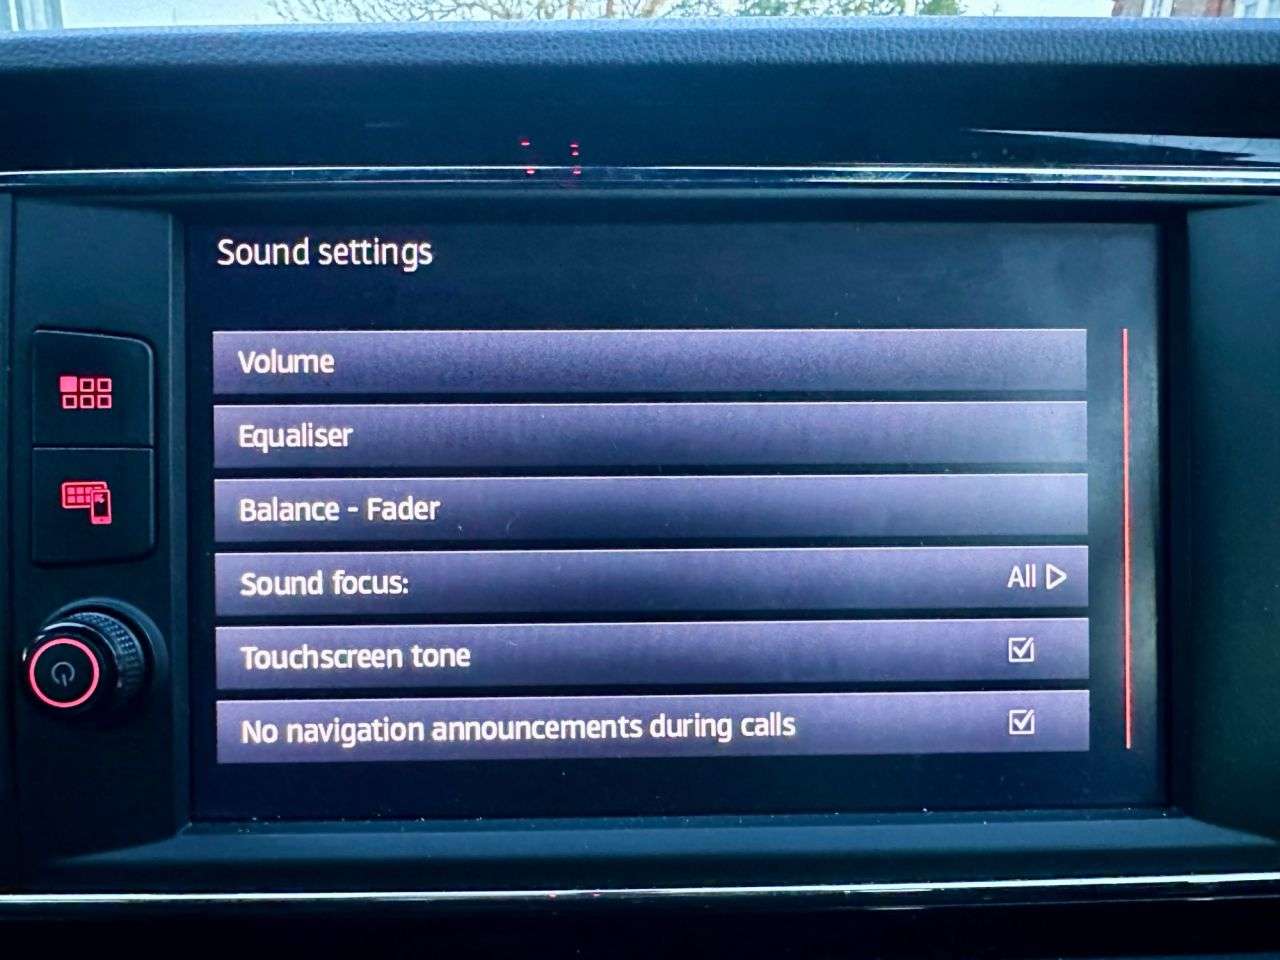 Sound settings
Volume
Equaliser
Balance - Fader
Sound focus: All
Touchscreen tone
No navigation announcements during calls